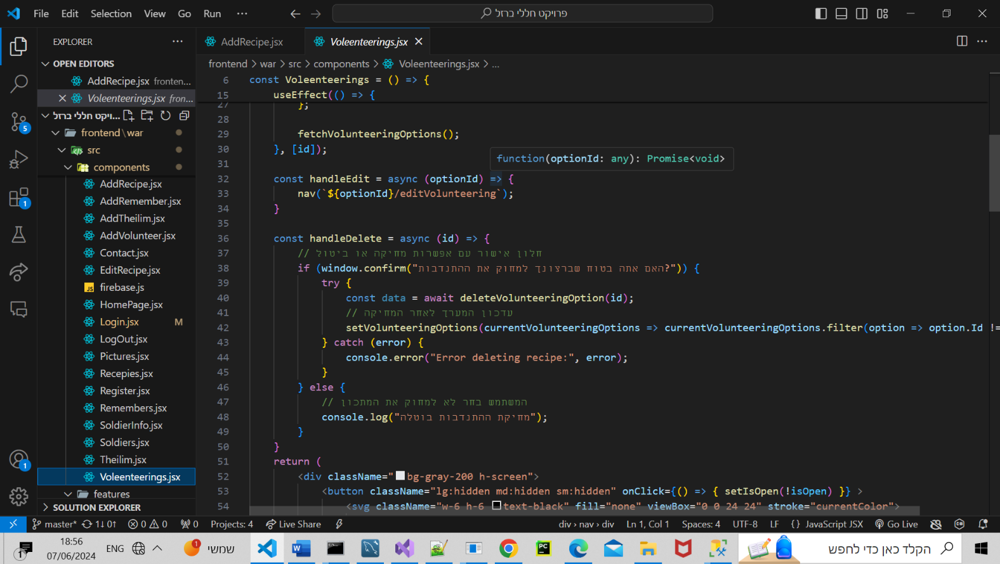 File Edit Selection View Go Run ···
פרויקט חללי ברזל
EXPLORER ···
OPEN EDITORS
AddRecipe.jsx fronten...
Voleenteerings.jsx fron...
ויקט חללי ברזל...
frontend\war
src
components
AddRecipe.jsx
AddRemember.jsx
AddTheilim.jsx
AddVolunteer.jsx
Contact.jsx
EditRecipe.jsx
JS firebase.js
HomePage.jsx
Login.jsx M
LogOut.jsx
Pictures.jsx
Recepies.jsx
Register.jsx
Remembers.jsx
SoldierInfo.jsx
Soldiers.jsx
Theilim.jsx
Voleenteerings.jsx
features
SOLUTION EXPLORER
5
1
1
AddRecipe.jsx Voleenteerings.jsx ···
frontend > war > src > components > Voleenteerings.jsx > ...
6 const Voleenteerings = () => {
15 useEffect(() => {
27 };
28
29 fetchVolunteeringOptions();
30 }, [id]);
function(optionId: any): Promise<void>
31
32 const handleEdit = async (optionId) => {
33 nav(`${optionId}/editVolunteering`);
34 }
35
36 const handleDelete = async (id) => {
37 // חלון אישור עם אפשרות מחיקה או ביטול
38 if (window.confirm("האם אתה בטוח שברצונך למחוק את ההתנדבות?")) {
39 try {
40 const data = await deleteVolunteeringOption(id);
41 // עדכון המערך לאחר המחיקה
42 setVolunteeringOptions(currentVolunteeringOptions => currentVolunteeringOptions.filter(option => option.Id !=
43 } catch (error) {
44 console.error("Error deleting recipe:", error);
45 }
46 } else {
47 // המשתמש בחר לא למחוק את המתכון
48 console.log("מחיקת ההתנדבות בוטלה");
49 }
50 }
51 return (
52 <div className="bg-gray-200 h-screen">
53 <button className="lg:hidden md:hidden sm:hidden" onClick={() => { setIsOpen(!isOpen) }} >
54 <svg className="w-6 h-6 text-black" fill="none" viewBox="0 0 24 24" stroke="currentColor">
master* 1↓ 0↑ 0 0 0 Projects: 4 Live Share div > nav > div Ln 1, Col 1 Spaces: 4 UTF-8 LF {} JavaScript JSX Go Live
1 18:56 07/06/2024 ENG 1 שמשי PC הקלד כאן כדי לחפש